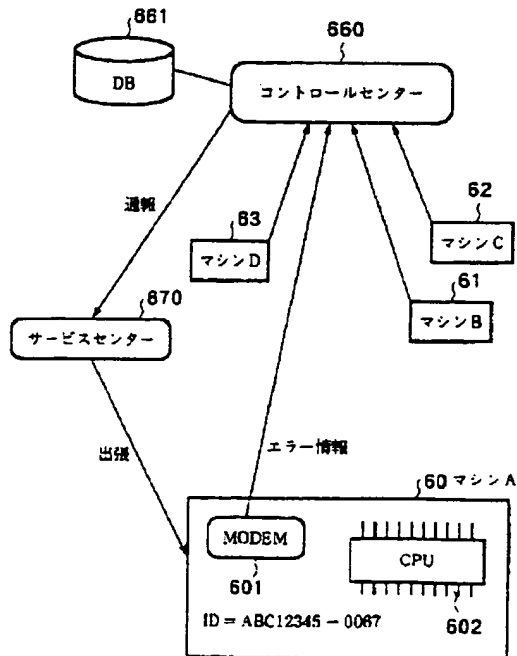 661
DB
660
コントロールセンター
通報
63
マシンD
62
マシンC
61
マシンB
670
サービスセンター
出張
エラー情報
60 マシンA
MODEM
601
CPU
602
ID = ABC12345 - 0067